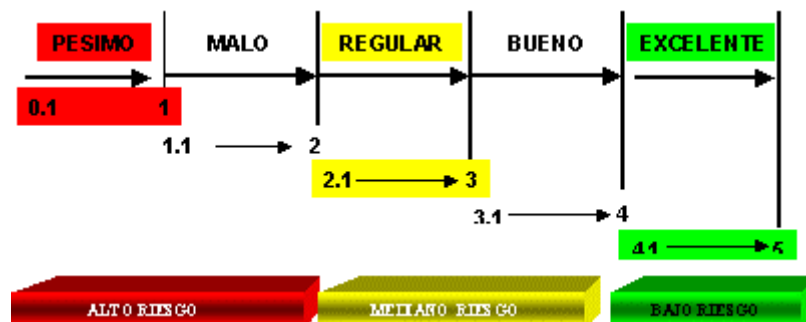 PESIMO MALO REGULAR BUENO EXCELENTE
0.1 1
1.1 2
2.1 3
3.1 4
4.1 5
ALTO RIESGO MEDIANO RIESGO BAJO RIESGO